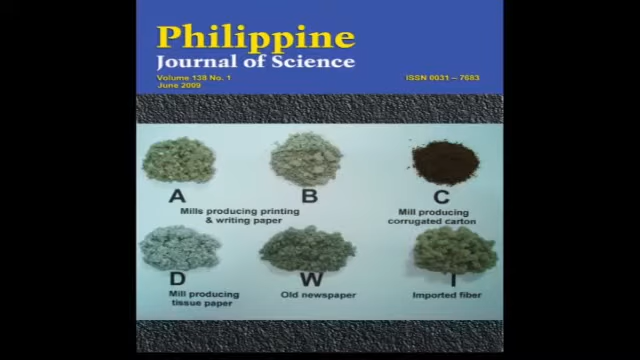 Philippine
Journal of Science
Volume 138 No. 1
June 2009
ISSN 0031 – 7683
A
B
C
Mills producing printing
& writing paper
Mill producing
corrugated carton
D
W
I
Mill producing
tissue paper
Old newspaper
Imported fiber